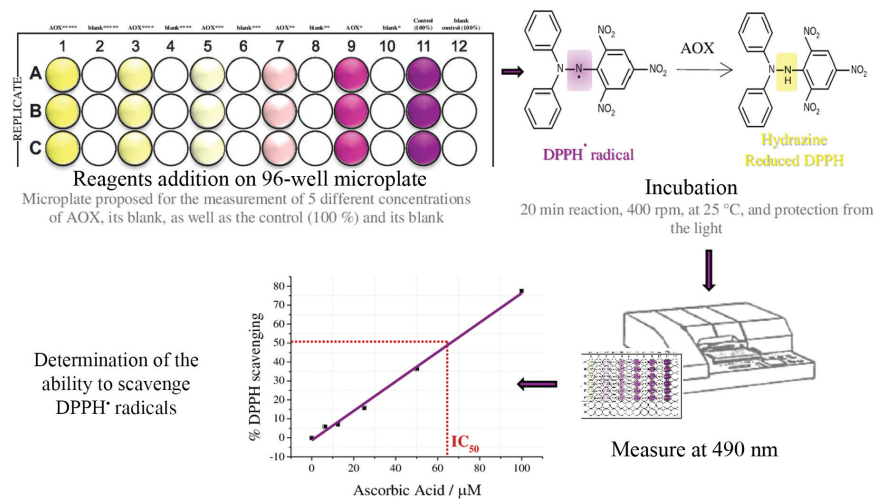 AOX***** blank***** AOX**** blank**** AOX*** blank*** AOX** blank** AOX* blank* Control (100%) blank control (100%)
1 2 3 4 5 6 7 8 9 10 11 12
REPLICATE
A
B
C
Reagents addition on 96-well microplate
Microplate proposed for the measurement of 5 different concentrations
of AOX, its blank, as well as the control (100 %) and its blank
NO₂
N
N•
NO₂
NO₂
DPPH• radical
AOX
NO₂
N
NH
NO₂
NO₂
Hydrazine
Reduced DPPH
Incubation
20 min reaction, 400 rpm, at 25 °C, and protection from
the light
Measure at 490 nm
% DPPH scavenging
80
70
60
50
40
30
20
10
0
-10
IC₅₀
0 20 40 60 80 100
Ascorbic Acid / μM
Determination of the
ability to scavenge
DPPH• radicals